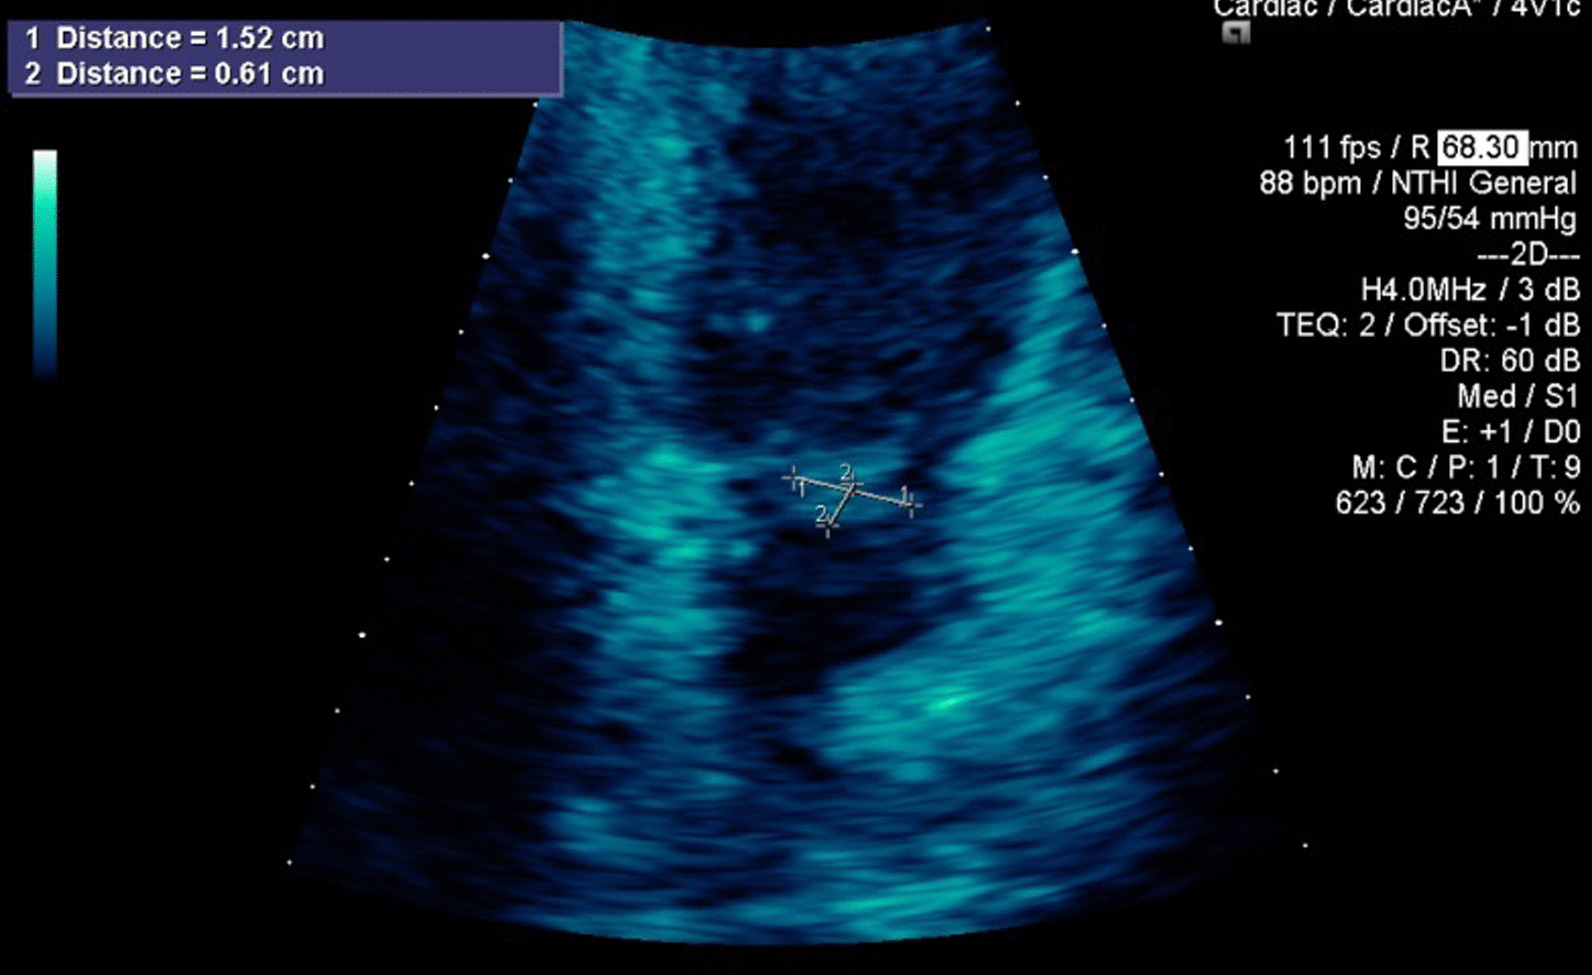 1 Distance = 1.52 cm
2 Distance = 0.61 cm
Cardiac / CardiacA* / 4V1c
111 fps / R 68.30 mm
88 bpm / NTHI General
95/54 mmHg
---2D---
H4.0MHz / 3 dB
TEQ: 2 / Offset: -1 dB
DR: 60 dB
Med / S1
E: +1 / D0
M: C / P: 1 / T: 9
623 / 723 / 100 %
2
1
1
2